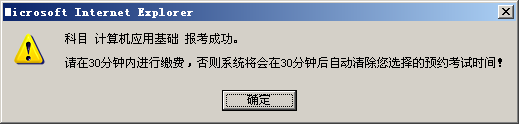 Microsoft Internet Explorer
科目 计算机应用基础 报考成功。
请在30分钟内进行缴费，否则系统将会在30分钟后自动清除您选择的预约考试时间！
确定